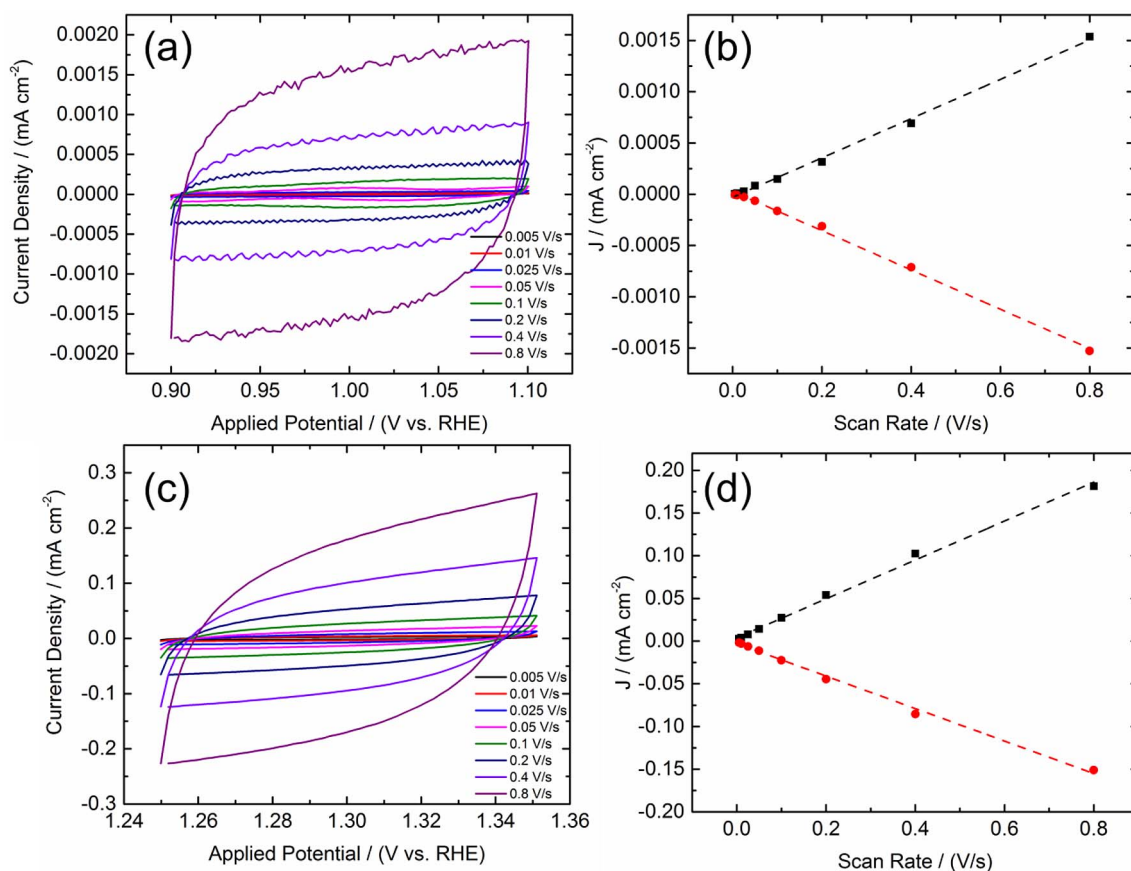 (a)
Current Density / (mA cm⁻²)
0.0020
0.0015
0.0010
0.0005
0.0000
-0.0005
-0.0010
-0.0015
-0.0020
0.005 V/s
0.01 V/s
0.025 V/s
0.05 V/s
0.1 V/s
0.2 V/s
0.4 V/s
0.8 V/s
0.90 0.95 1.00 1.05 1.10
Applied Potential / (V vs. RHE)
(b)
J / (mA cm⁻²)
0.0015
0.0010
0.0005
0.0000
-0.0005
-0.0010
-0.0015
0.0 0.2 0.4 0.6 0.8
Scan Rate / (V/s)
(c)
Current Density / (mA cm⁻²)
0.3
0.2
0.1
0.0
-0.1
-0.2
-0.3
0.005 V/s
0.01 V/s
0.025 V/s
0.05 V/s
0.1 V/s
0.2 V/s
0.4 V/s
0.8 V/s
1.24 1.26 1.28 1.30 1.32 1.34 1.36
Applied Potential / (V vs. RHE)
(d)
J / (mA cm⁻²)
0.20
0.15
0.10
0.05
0.00
-0.05
-0.10
-0.15
-0.20
0.0 0.2 0.4 0.6 0.8
Scan Rate / (V/s)